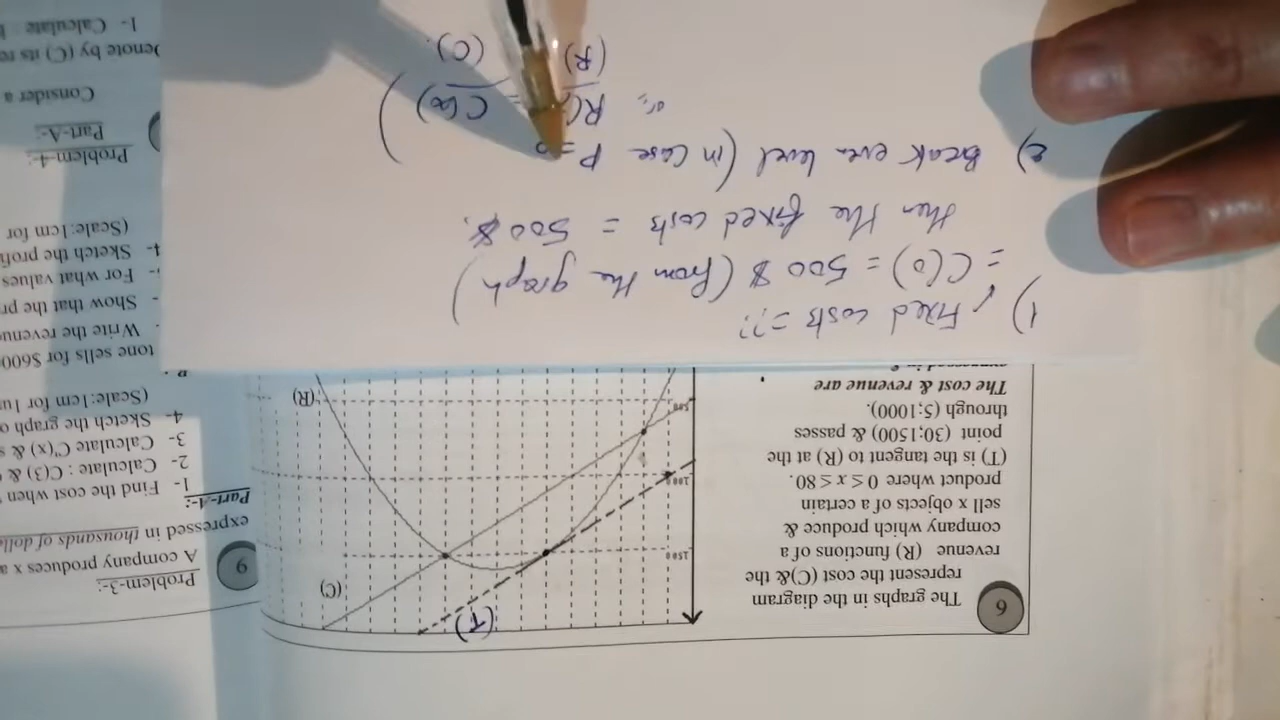 6
The graphs in the diagram
represent the cost (C)& the
revenue (R) functions of a
company which produce &
sell x objects of a certain
product where 0 ≤ x ≤ 80.
(T) is the tangent to (R) at the
point (30;1500) & passes
through (5;1000).
The cost & revenue are
(T)
(C)
(R)
1500
1000
500
1) Fixed costs = ??
= C(0) = 500 $ (from the graph)
then the fixed costs = 500 $.
2) Break even level (in case P=0
or, R(x) = C(x))
(R) (C).
9
Problem-3-:
A company produces x a
expressed in thousands of dolla
Part-A-:
1- Find the cost when
2- Calculate : C(3) &
3- Calculate C'(x) & s
4- Sketch the graph o
(Scale:1cm for 1u
tone sells for $600
Write the revenue
Show that the pr
For what values
4- Sketch the profi
(Scale:1cm for
Problem-4-:
Part-A-:
Consider a
Denote by (C) its re
1- Calculate